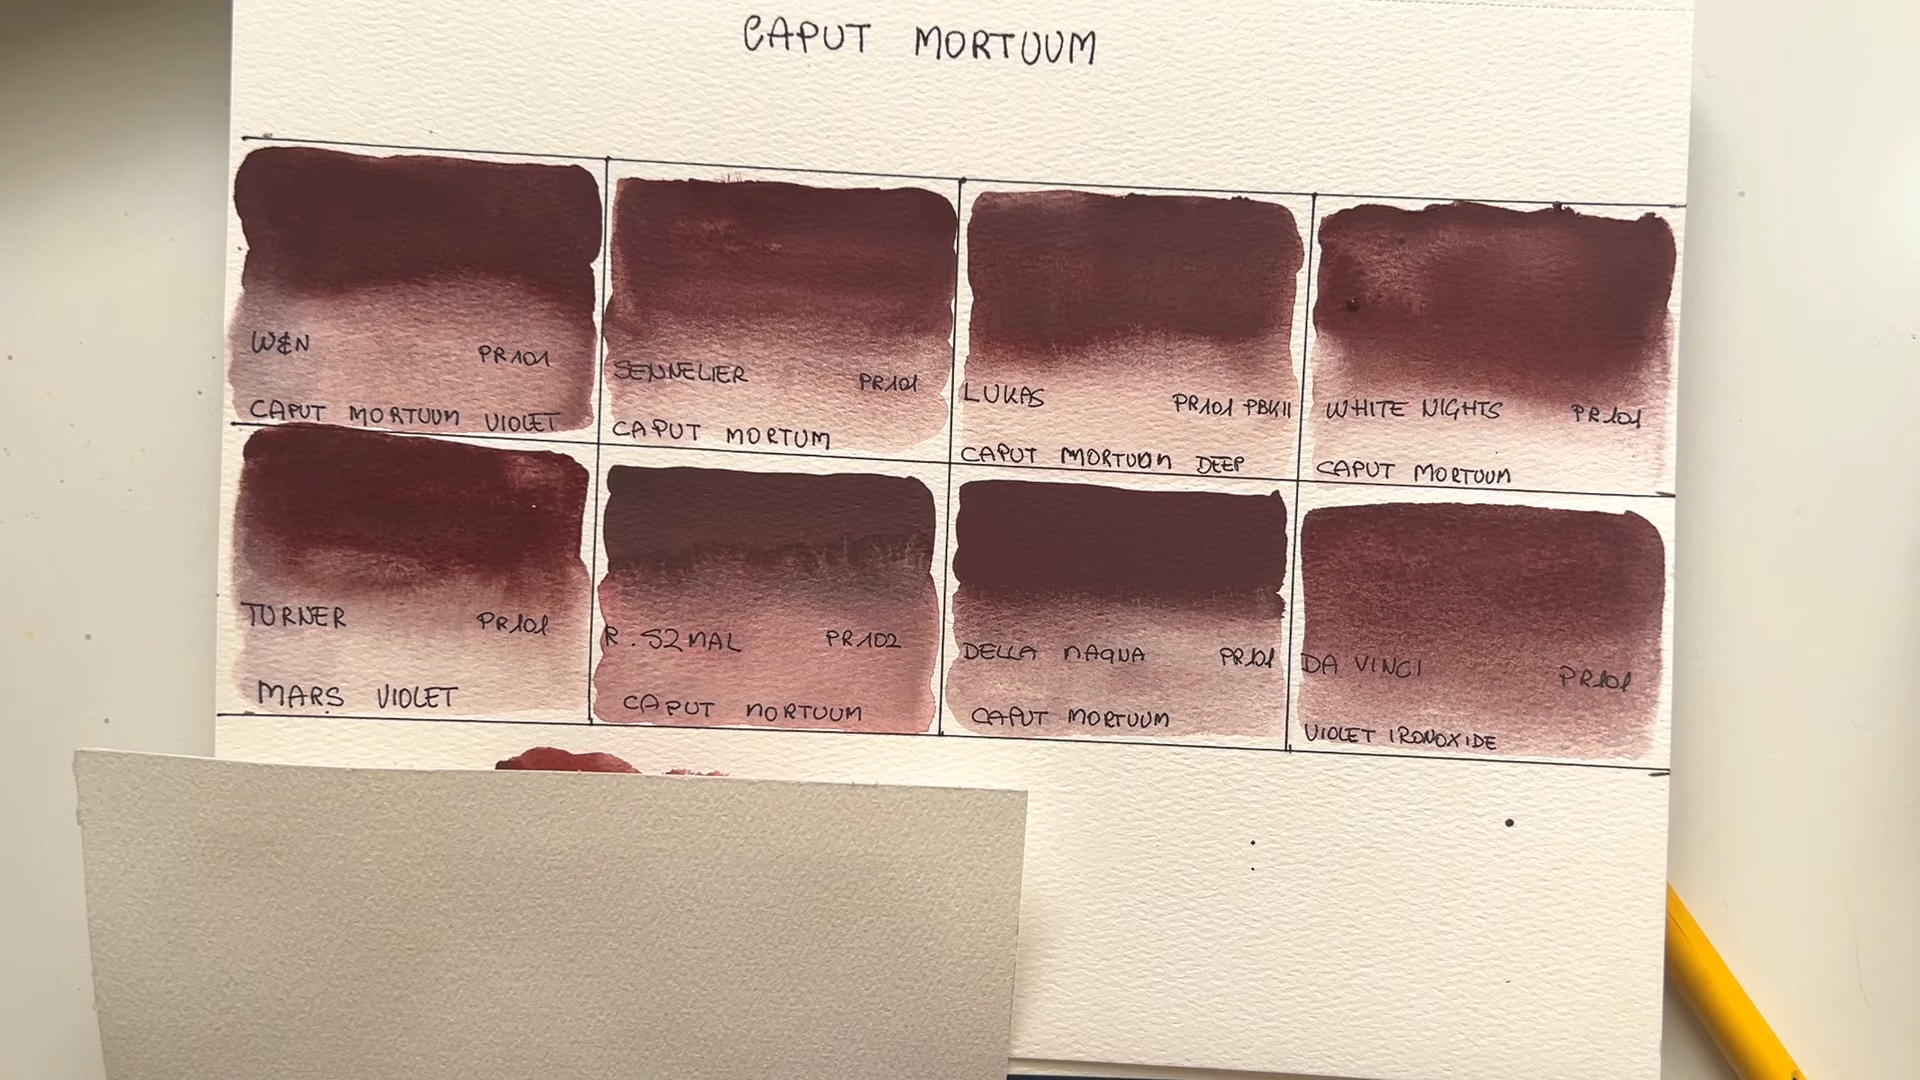 CAPUT MORTUUM
W&N PR101
CAPUT MORTUUM VIOLET
SENNELIER PR101
CAPUT MORTUM
LUKAS PR101 PBK11
CAPUT MORTUUM DEEP
WHITE NIGHTS PR101
CAPUT MORTUUM
TURNER PR101
MARS VIOLET
R. SZMAL PR102
CAPUT MORTUUM
DELLA MAQUA PR101
CAPUT MORTUUM
DA VINCI PR101
VIOLET IRONOXIDE